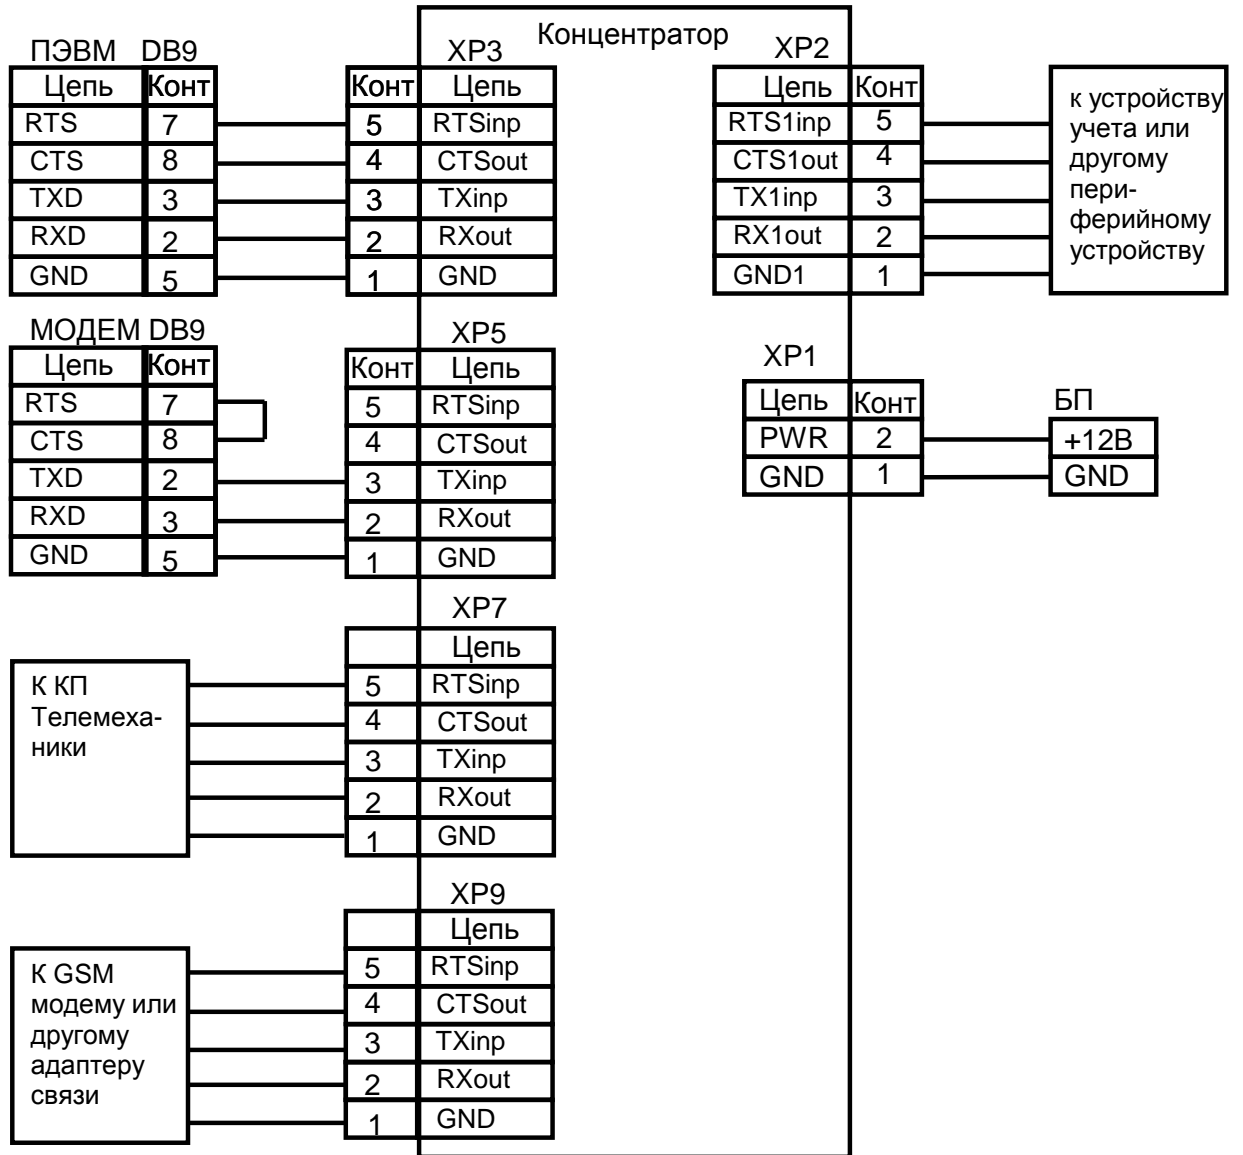 Концентратор
ПЭВМ DB9
Цепь Конт
RTS 7
CTS 8
TXD 3
RXD 2
GND 5
XP3
Конт Цепь
5 RTSinp
4 CTSout
3 TXinp
2 RXout
1 GND
XP2
Цепь Конт
RTS1inp 5
CTS1out 4
TX1inp 3
RX1out 2
GND1 1
к устройству
учета или
другому
пери-
ферийному
устройству
МОДЕМ DB9
Цепь Конт
RTS 7
CTS 8
TXD 2
RXD 3
GND 5
XP5
Конт Цепь
5 RTSinp
4 CTSout
3 TXinp
2 RXout
1 GND
XP1
Цепь Конт
PWR 2
GND 1
БП
+12В
GND
К КП
Телемеха-
ники
XP7
Цепь
5 RTSinp
4 CTSout
3 TXinp
2 RXout
1 GND
К GSM
модему или
другому
адаптеру
связи
XP9
Цепь
5 RTSinp
4 CTSout
3 TXinp
2 RXout
1 GND